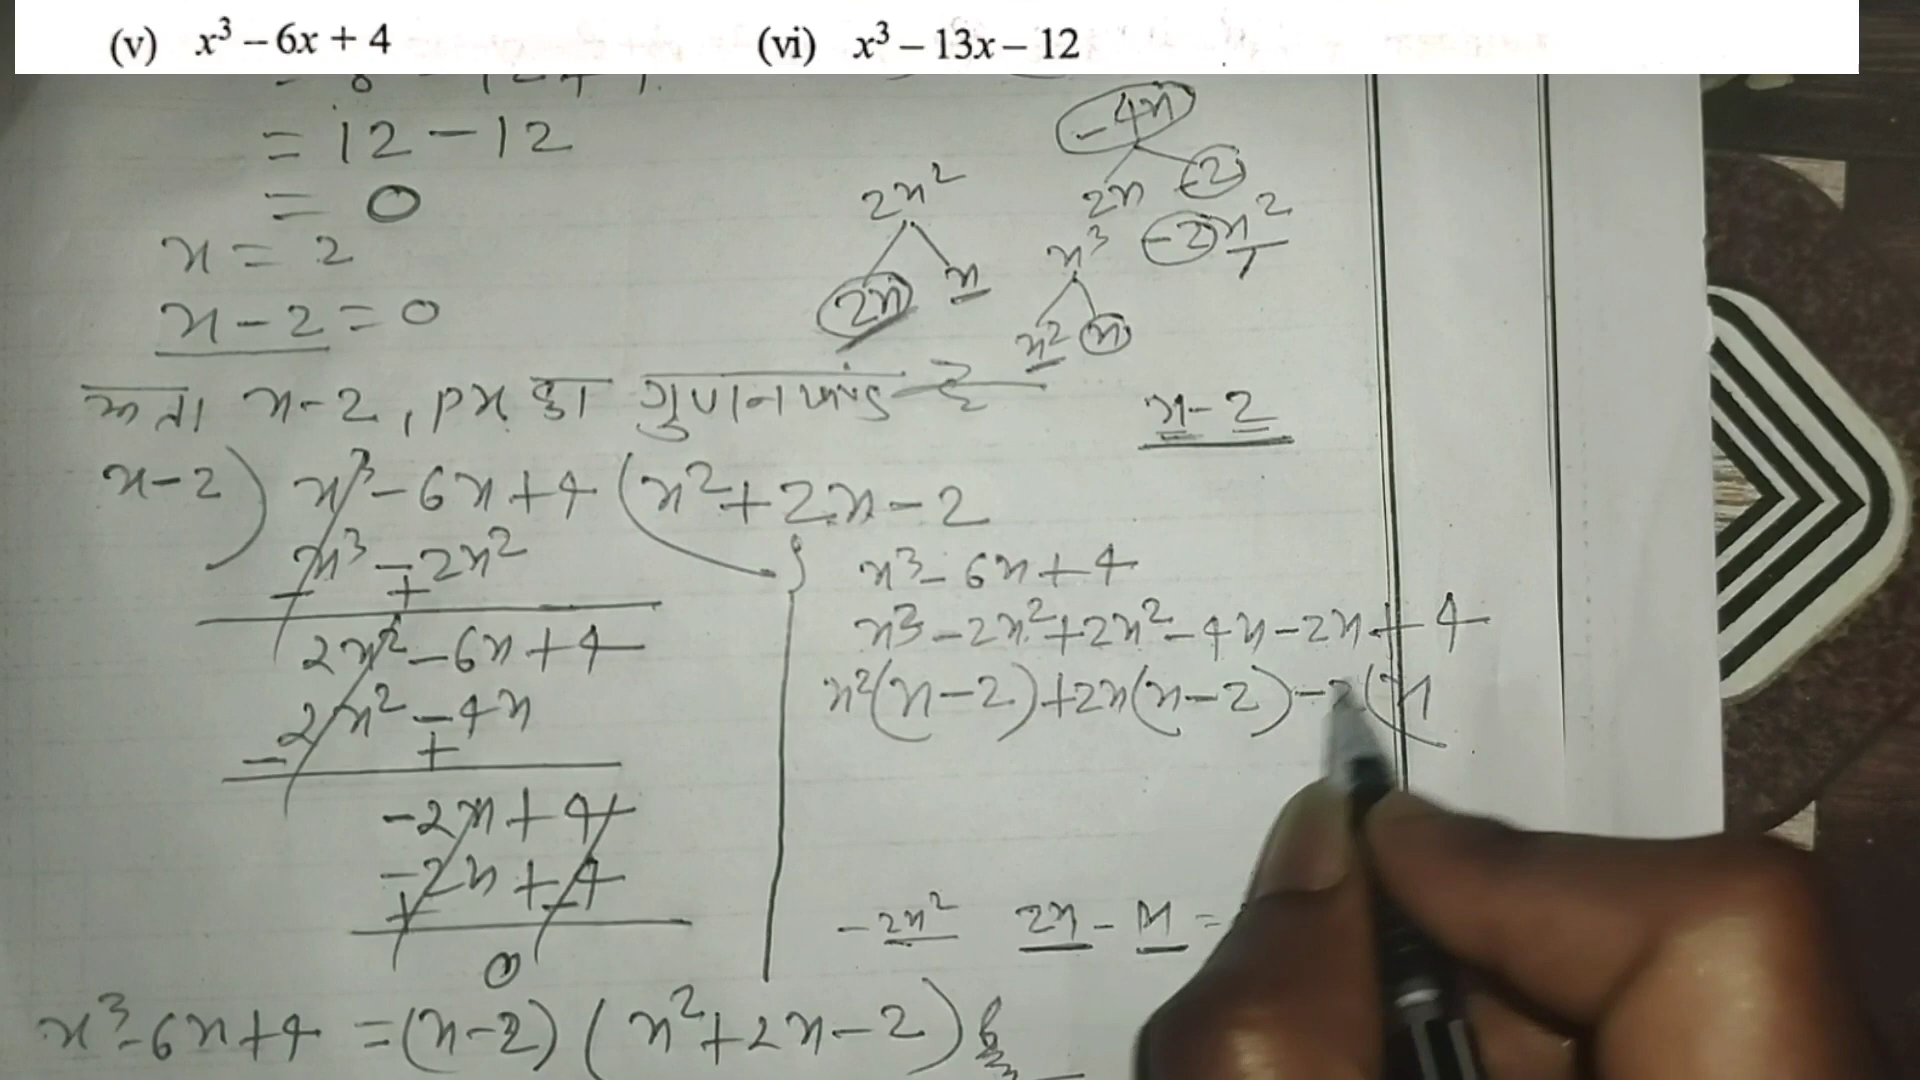 (v) x³ – 6x + 4
(vi) x³ – 13x – 12
= 12 - 12
= 0
x = 2
x - 2 = 0
2x²
2x x
-4x
2x -2
x³ -2x²
x² x
x-2
अतः x-2, px का गुणनखंड है
x-2) x³-6x+4 (x²+2x-2
x³-2x²
- +
2x²-6x+4
2x²-4x
- +
-2x+4
-2x+4
+ -
0
x³-6x+4
x³-2x²+2x²-4x-2x+4
x²(x-2)+2x(x-2)-2(x
-2x² 2x - x =
x³-6x+4 = (x-2) (x²+2x-2)